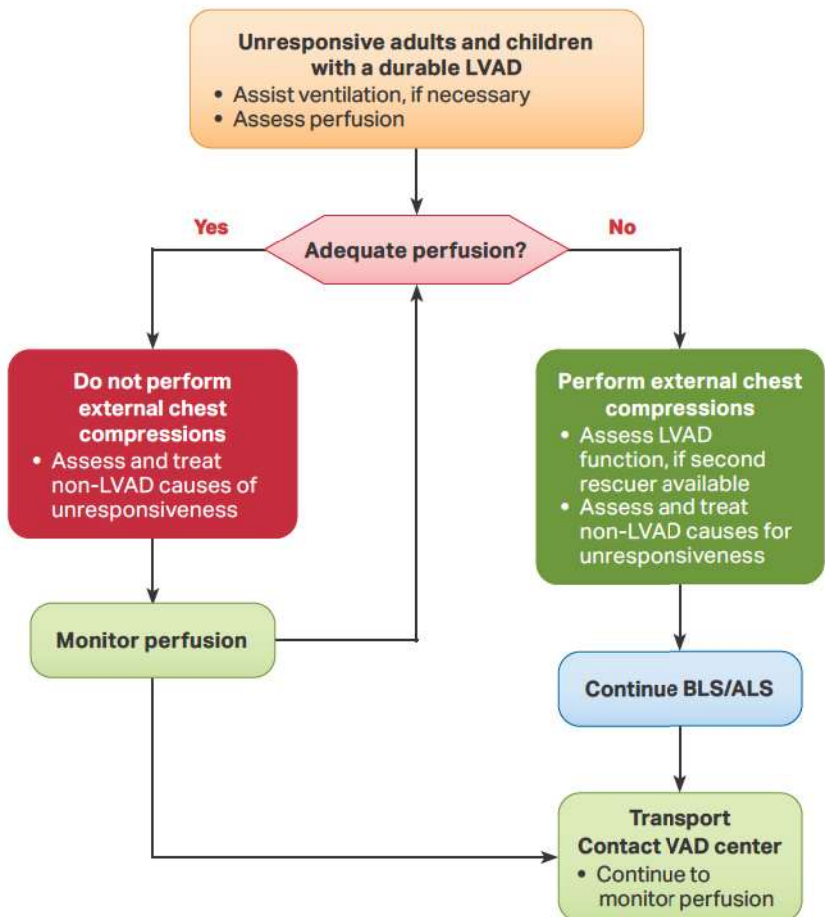 Unresponsive adults and children
with a durable LVAD
• Assist ventilation, if necessary
• Assess perfusion
Yes
Adequate perfusion?
No
Do not perform
external chest
compressions
• Assess and treat
non-LVAD causes of
unresponsiveness
Perform external chest
compressions
• Assess LVAD
function, if second
rescuer available
• Assess and treat
non-LVAD causes for
unresponsiveness
Monitor perfusion
Continue BLS/ALS
Transport
Contact VAD center
• Continue to
monitor perfusion